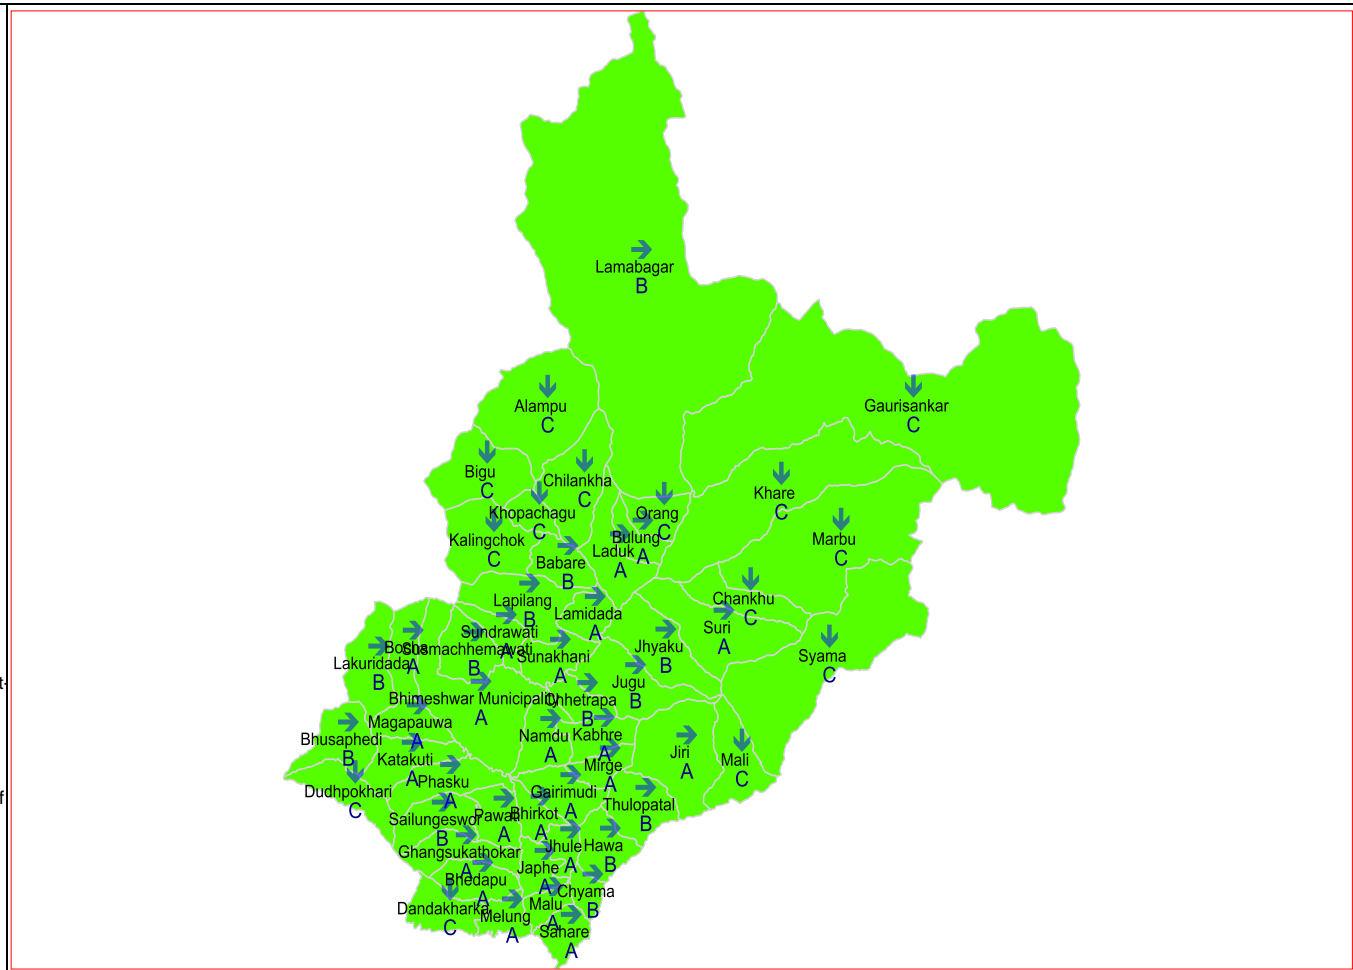 Lamabagar
B
Alampu
C
Gaurisankar
C
Bigu
C
Chilankha
C
Khare
C
Khopachagu
C
Orang
C
Kalingchok
C
Bulung
A
Laduk
A
Marbu
C
Babare
B
Lapilang
B
Chankhu
C
Lamidada
A
Suri
A
Sundrawati
A
Bocha
A
Suspachhemawati
B
Jhyaku
B
Sunakhani
A
Syama
C
Lakuridada
B
Jugu
B
t-
Bhimeshwar Municipality
A
Chhetrapa
B
Magapauwa
A
Bhusaphedi
B
Namdu
A
Kabhre
A
Jiri
A
Mali
C
Katakuti
A
Mirge
A
Phasku
A
Dudhpokhari
C
f
Gairimudi
A
Thulopatal
B
Sailungeswor
B
Pawati
A
Bhirkot
A
Jhule
A
Hawa
B
Ghangsukathokar
A
Japhe
A
Bhedapu
A
Chyama
B
Dandakharka
C
Malu
A
Melung
A
Sahare
A